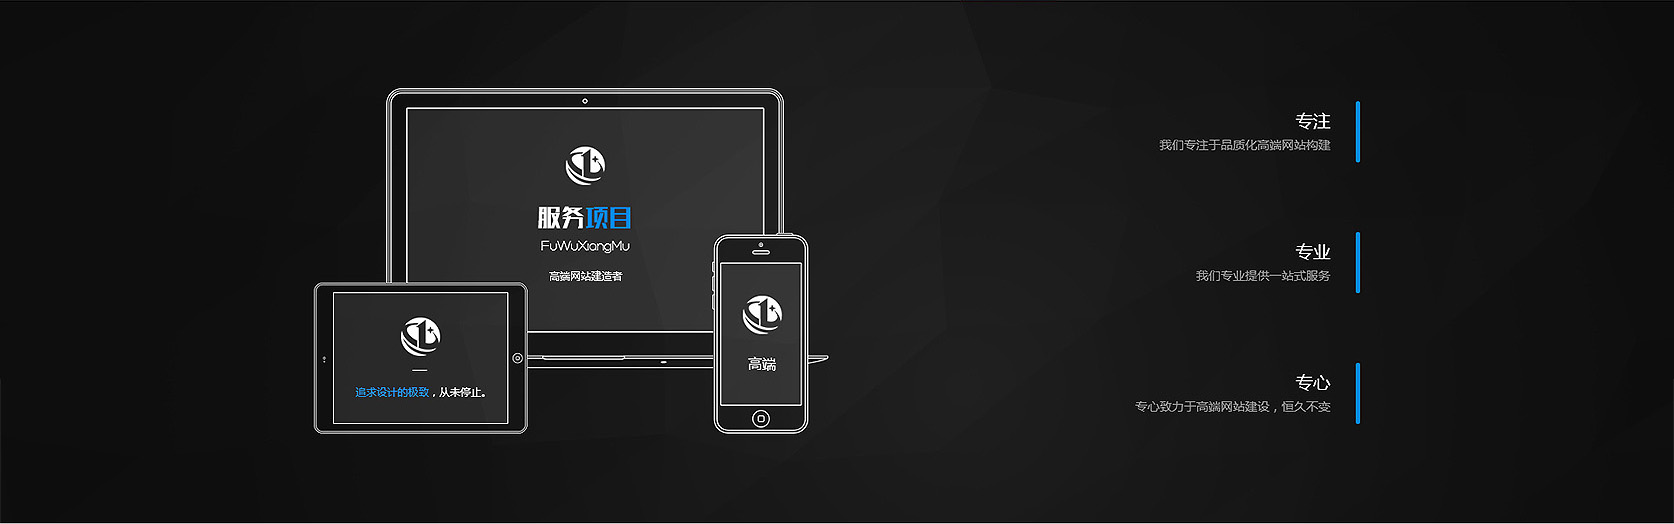 服务项目
FuWuXiangMu
高端网站建造者
追求设计的极致，从未停止。
高端
专注
我们专注于品质化高端网站构建
专业
我们专业提供一站式服务
专心
专心致力于高端网站建设，恒久不变